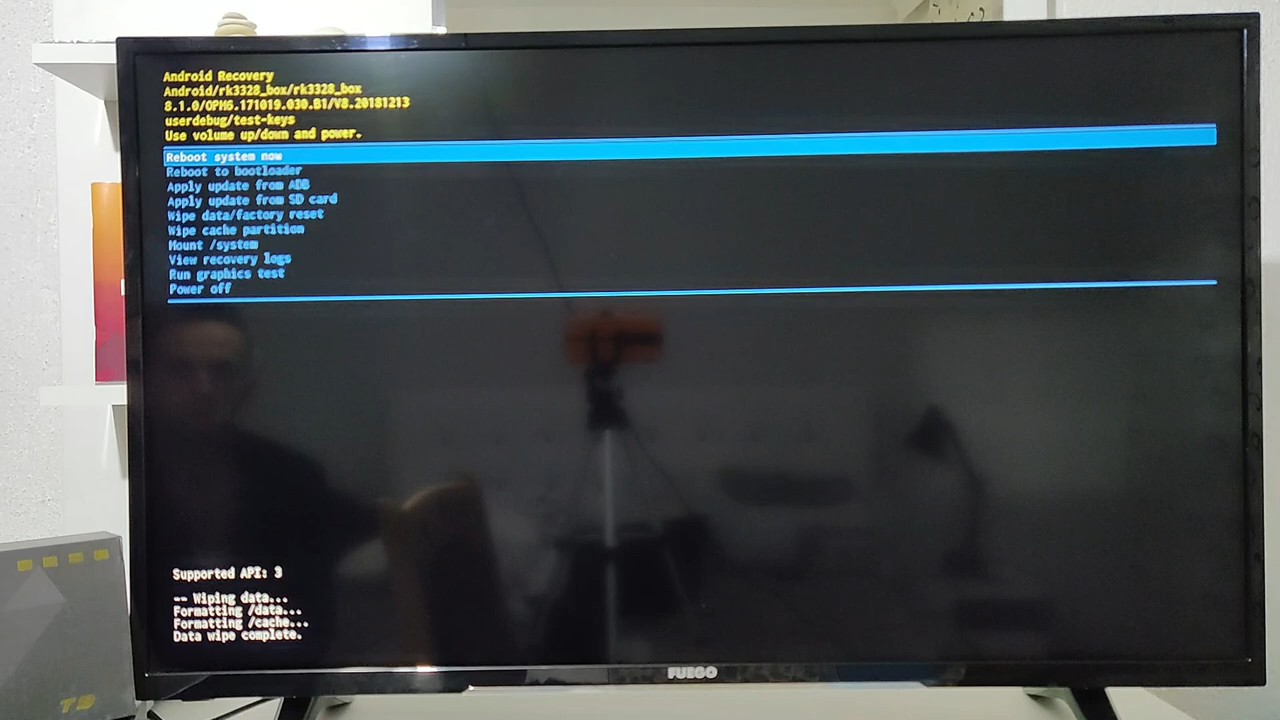 Android Recovery
Android/rk3328_box/rk3328_box
8.1.0/OPM6.171019.030.B1/V8.20181213
userdebug/test-keys
Use volume up/down and power.
Reboot system now
Reboot to bootloader
Apply update from ADB
Apply update from SD card
Wipe data/factory reset
Wipe cache partition
Mount /system
View recovery logs
Run graphics test
Power off
Supported API: 3
-- Wiping data...
Formatting /data...
Formatting /cache...
Data wipe complete.
FUEGO